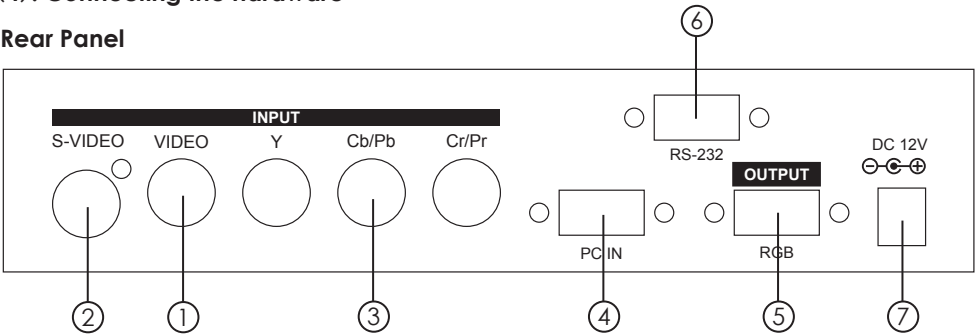 Rear Panel
6
INPUT
S-VIDEO VIDEO Y Cb/Pb Cr/Pr
RS-232
DC 12V
OUTPUT
PC IN
RGB
2 1 3 4 5 7